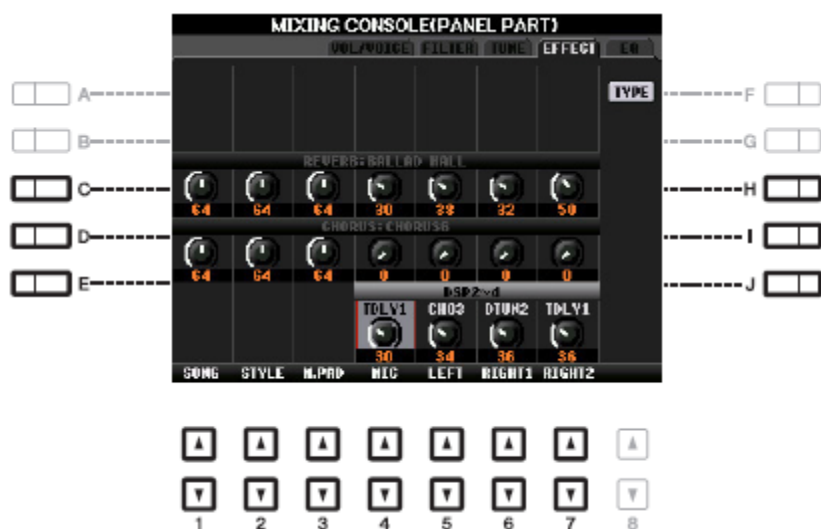 MIXING CONSOLE(PANEL PART)
VOL/VOICE FILTER TUNE EFFECT EQ
A TYPE F
B G
REVERB:BALLAD HALL
C H
64 64 64 30 38 32 50
CHORUS:CHORUS6
D I
64 64 64 0 0 0 0
E J
DSP2~4
TDLY1 CHO3 DTUN2 TDLY1
30 34 36 36
SONG STYLE M.PAD MIC LEFT RIGHT1 RIGHT2
1 2 3 4 5 6 7 8